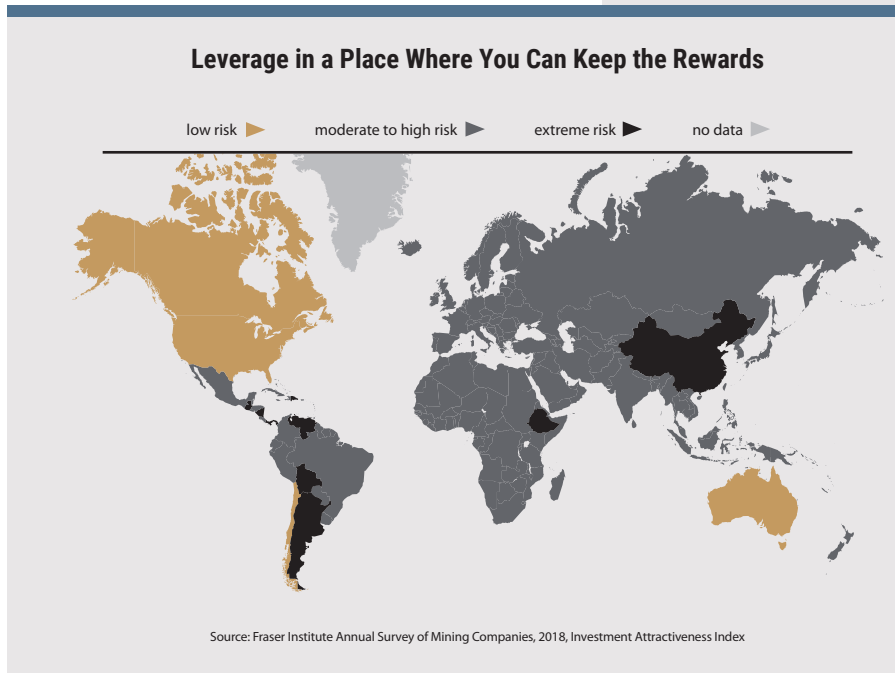 Leverage in a Place Where You Can Keep the Rewards
low risk moderate to high risk extreme risk no data
Source: Fraser Institute Annual Survey of Mining Companies, 2018, Investment Attractiveness Index